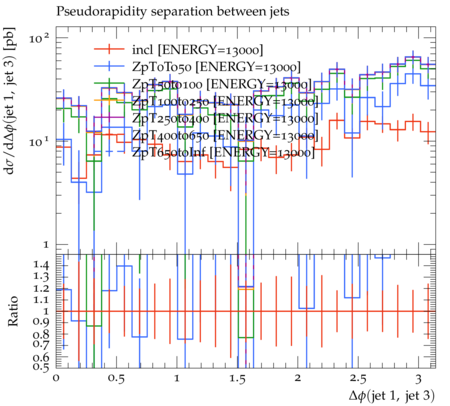 Pseudorapidity separation between jets
dσ/dΔϕ(jet 1, jet 3) [pb]
10²
10¹
1
incl [ENERGY=13000]
ZpToTo50 [ENERGY=13000]
ZpT50to100 [ENERGY=13000]
ZpT100to250 [ENERGY=13000]
ZpT250to400 [ENERGY=13000]
ZpT400to650 [ENERGY=13000]
ZpT650toInf [ENERGY=13000]
Ratio
1.4
1.3
1.2
1.1
1
0.9
0.8
0.7
0.6
0.5
0 0.5 1 1.5 2 2.5 3
Δϕ(jet 1, jet 3)